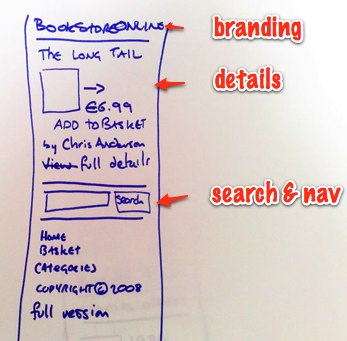 BOOKSTOREONLINE
branding
THE LONG TAIL
details
→
€6.99
ADD TO BASKET
by Chris Anderson
View full details
Search
search & nav
HOME
BASKET
CATEGORIES
COPYRIGHT © 2008
full version